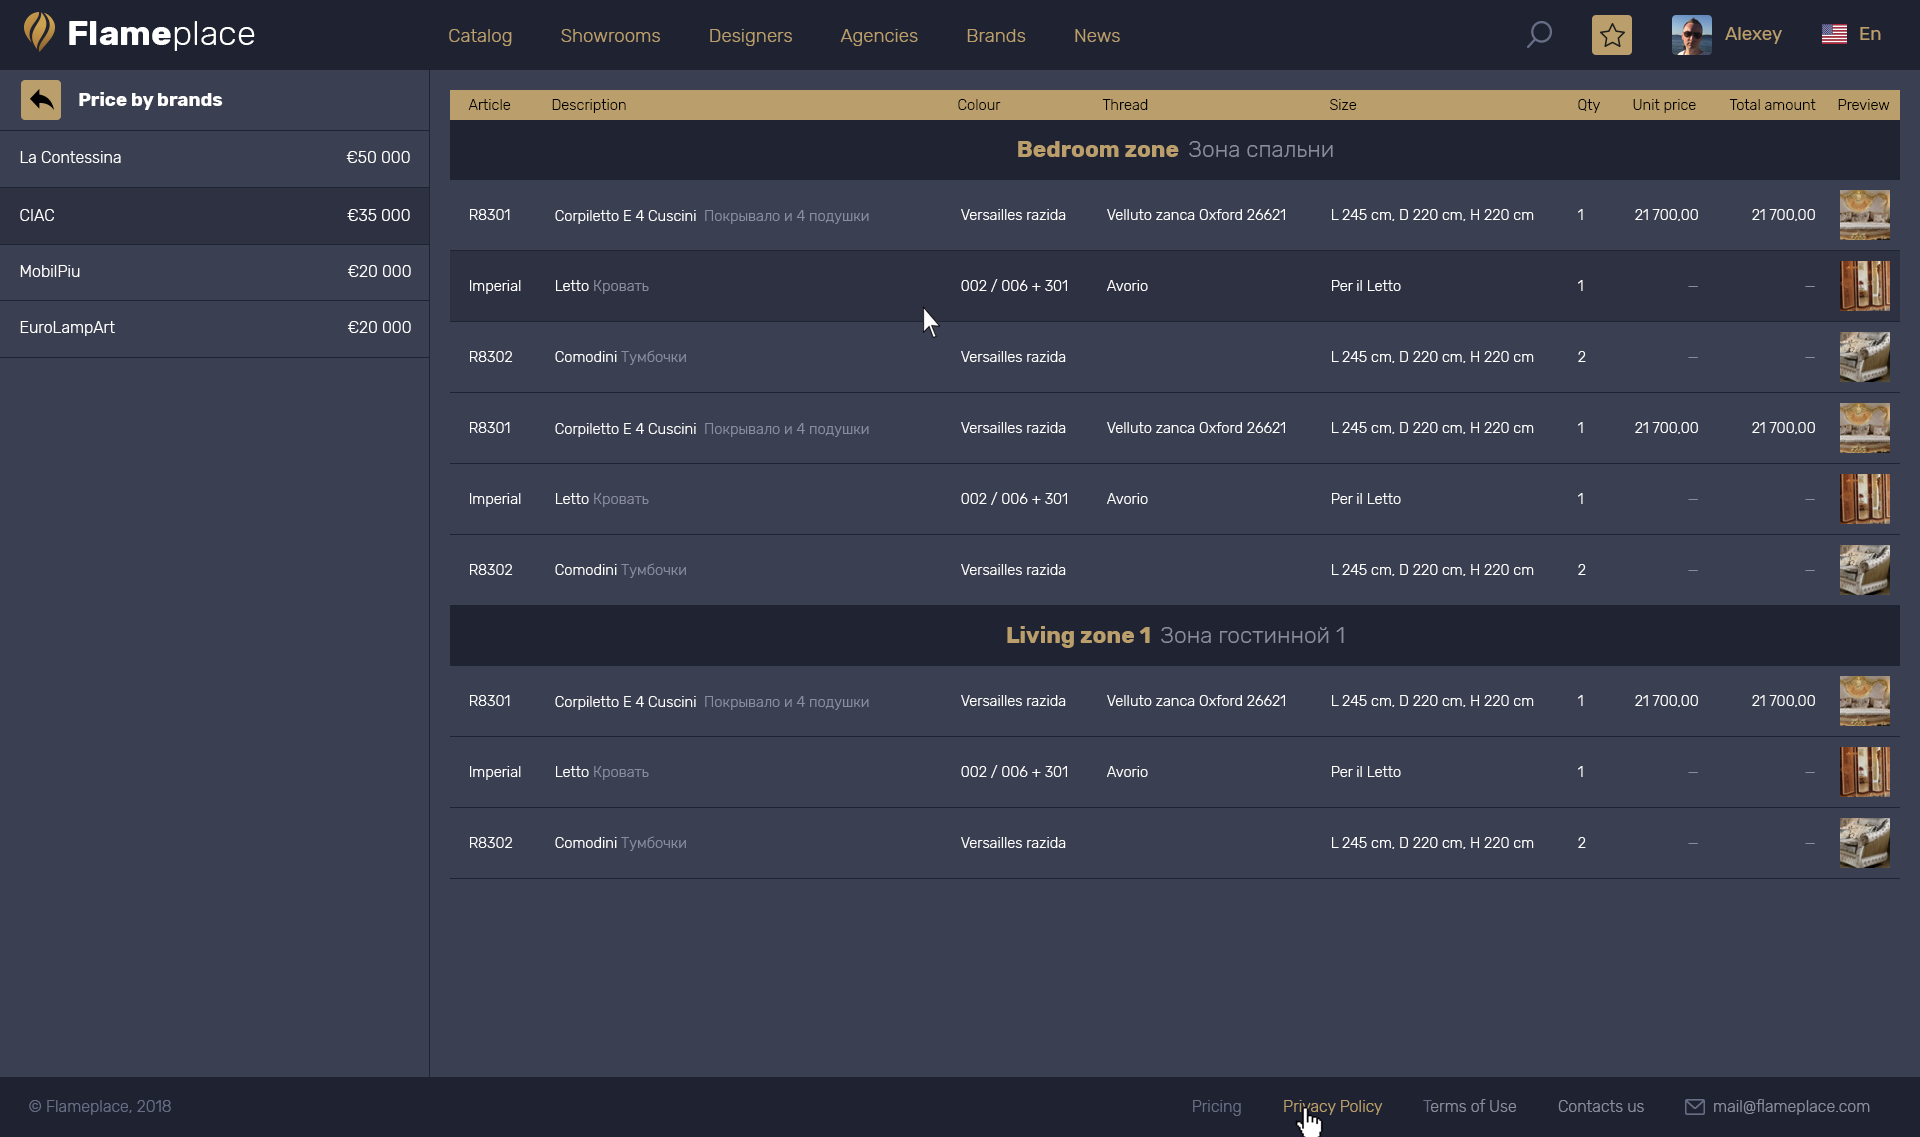 Flameplace Catalog Showrooms Designers Agencies Brands News Alexey En
Price by brands
La Contessina €50 000
CIAC €35 000
MobilPiu €20 000
EuroLampArt €20 000
Article Description Colour Thread Size Qty Unit price Total amount Preview
Bedroom zone Зона спальни
R8301 Corpiletto E 4 Cuscini Покрывало и 4 подушки Versailles razida Velluto zanca Oxford 26621 L 245 cm, D 220 cm, H 220 cm 1 21 700,00 21 700,00
Imperial Letto Кровать 002 / 006 + 301 Avorio Per il Letto 1 — —
R8302 Comodini Тумбочки Versailles razida L 245 cm, D 220 cm, H 220 cm 2 — —
R8301 Corpiletto E 4 Cuscini Покрывало и 4 подушки Versailles razida Velluto zanca Oxford 26621 L 245 cm, D 220 cm, H 220 cm 1 21 700,00 21 700,00
Imperial Letto Кровать 002 / 006 + 301 Avorio Per il Letto 1 — —
R8302 Comodini Тумбочки Versailles razida L 245 cm, D 220 cm, H 220 cm 2 — —
Living zone 1 Зона гостинной 1
R8301 Corpiletto E 4 Cuscini Покрывало и 4 подушки Versailles razida Velluto zanca Oxford 26621 L 245 cm, D 220 cm, H 220 cm 1 21 700,00 21 700,00
Imperial Letto Кровать 002 / 006 + 301 Avorio Per il Letto 1 — —
R8302 Comodini Тумбочки Versailles razida L 245 cm, D 220 cm, H 220 cm 2 — —
© Flameplace, 2018 Pricing Privacy Policy Terms of Use Contacts us mail@flameplace.com